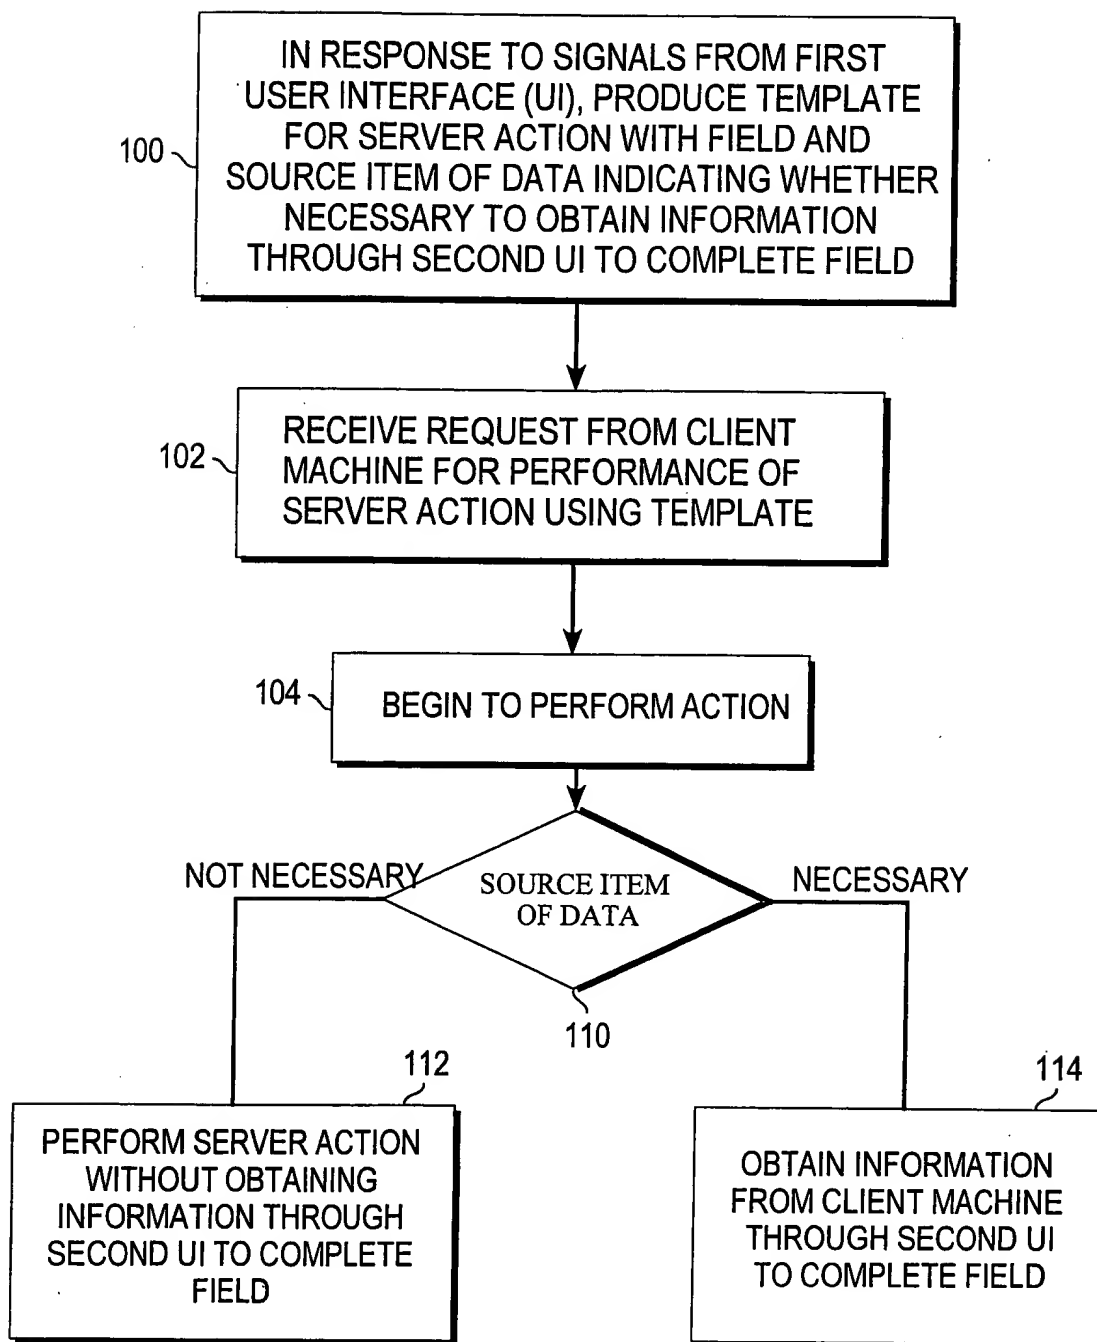 IN RESPONSE TO SIGNALS FROM FIRST
USER INTERFACE (UI), PRODUCE TEMPLATE
FOR SERVER ACTION WITH FIELD AND
SOURCE ITEM OF DATA INDICATING WHETHER
NECESSARY TO OBTAIN INFORMATION
THROUGH SECOND UI TO COMPLETE FIELD
100
RECEIVE REQUEST FROM CLIENT
MACHINE FOR PERFORMANCE OF
SERVER ACTION USING TEMPLATE
102
104
BEGIN TO PERFORM ACTION
NOT NECESSARY
SOURCE ITEM
OF DATA
NECESSARY
110
112
PERFORM SERVER ACTION
WITHOUT OBTAINING
INFORMATION THROUGH
SECOND UI TO COMPLETE
FIELD
114
OBTAIN INFORMATION
FROM CLIENT MACHINE
THROUGH SECOND UI
TO COMPLETE FIELD